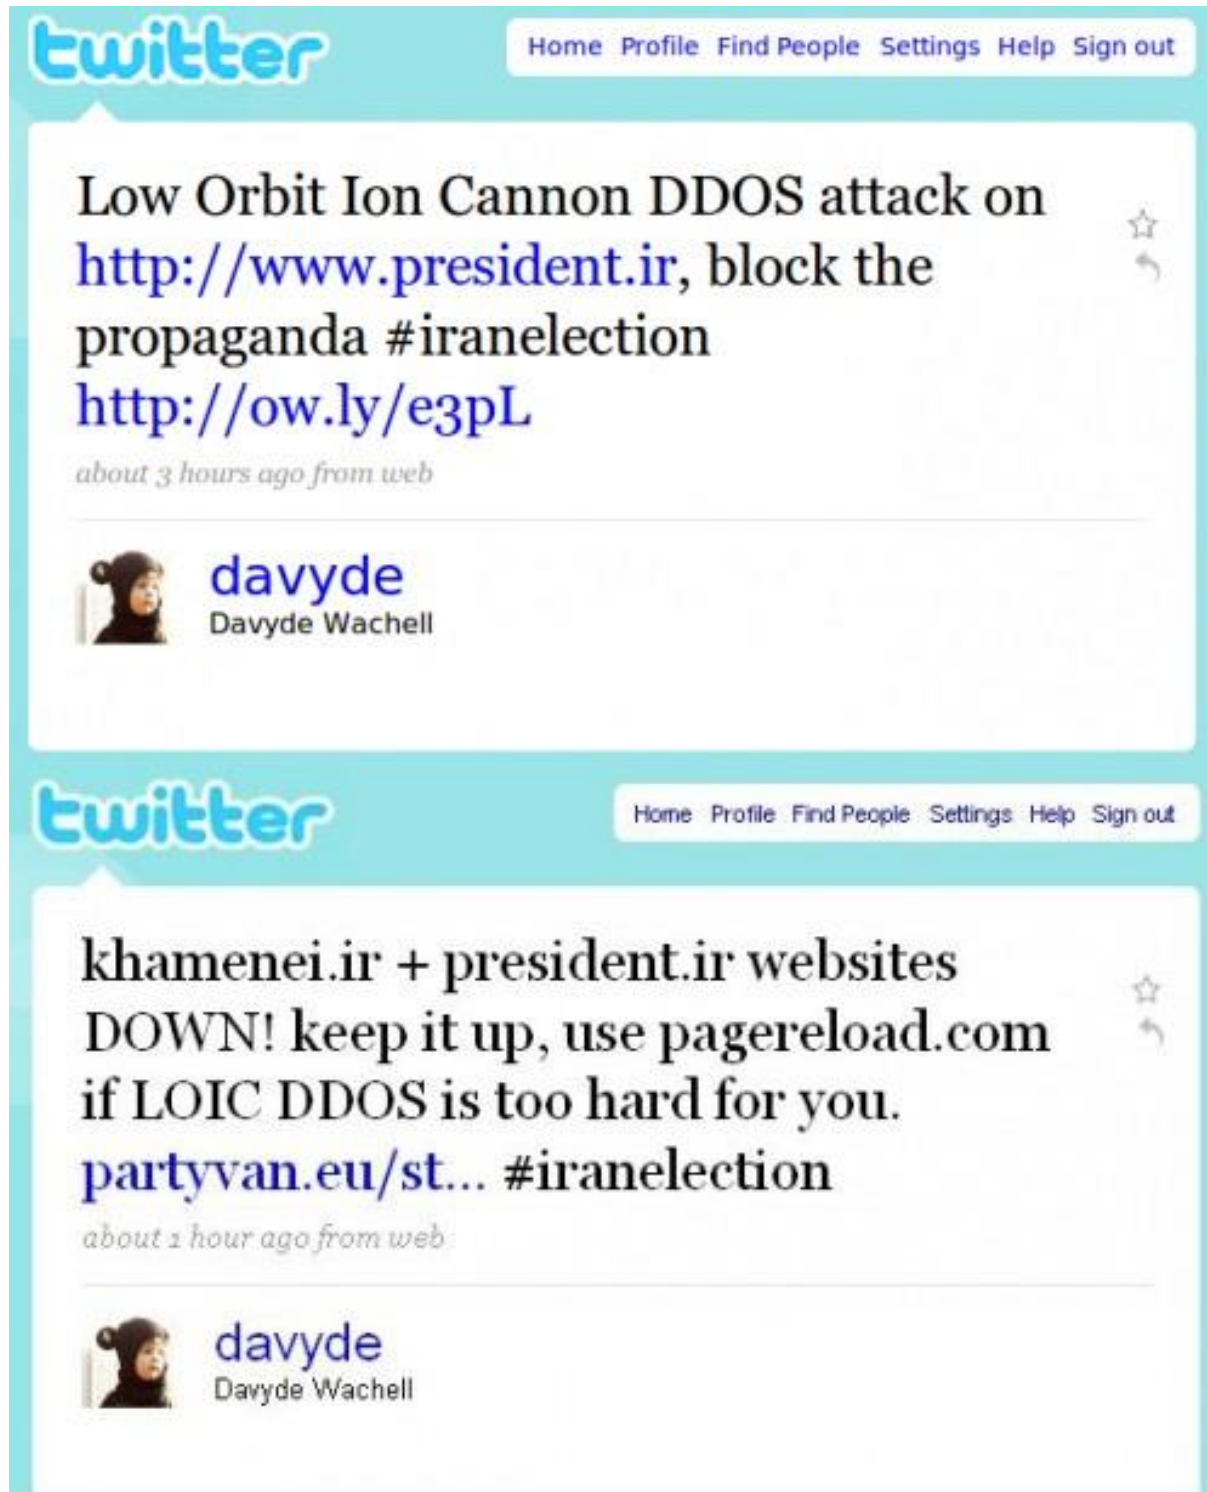 twitter
Home Profile Find People Settings Help Sign out
Low Orbit Ion Cannon DDOS attack on
http://www.president.ir, block the
propaganda #iranelection
http://ow.ly/e3pL
about 3 hours ago from web
davyde
Davyde Wachell
twitter
Home Profile Find People Settings Help Sign out
khamenei.ir + president.ir websites
DOWN! keep it up, use pagereload.com
if LOIC DDOS is too hard for you.
partyvan.eu/st... #iranelection
about 1 hour ago from web
davyde
Davyde Wachell